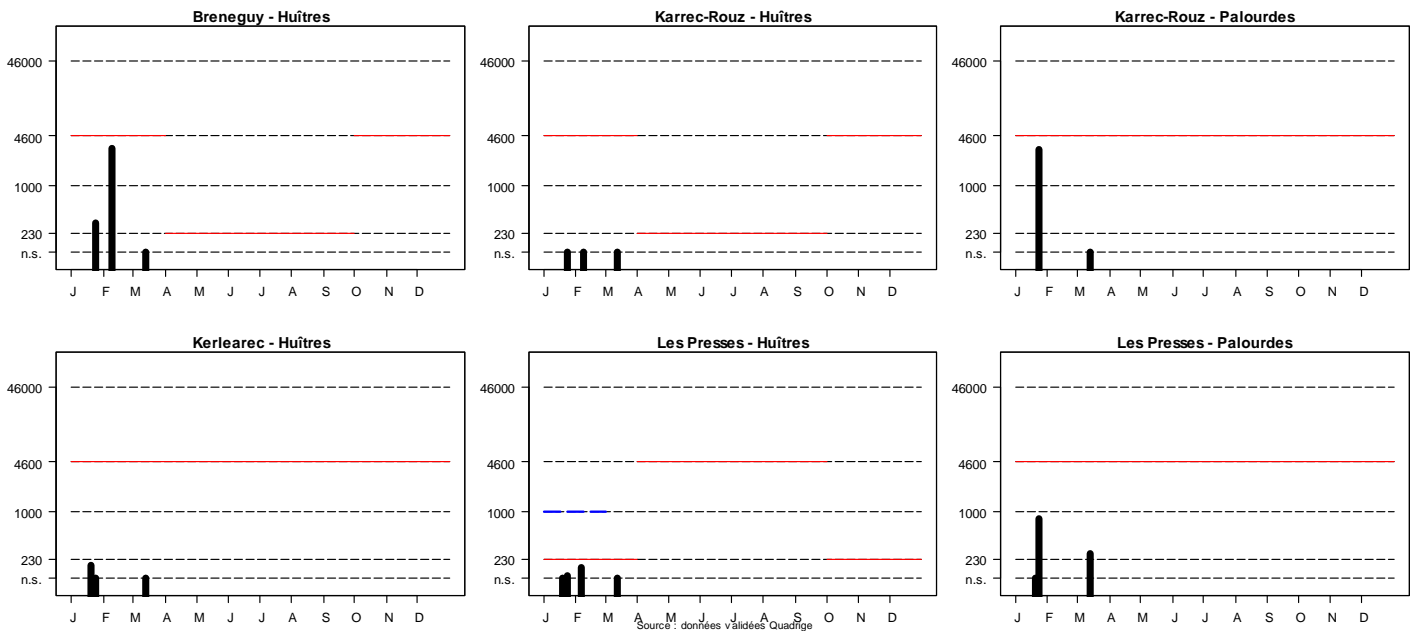 Breneguy - Huîtres
46000
4600
1000
230
n.s.
J F M A M J J A S O N D
Karrec-Rouz - Huîtres
46000
4600
1000
230
n.s.
J F M A M J J A S O N D
Karrec-Rouz - Palourdes
46000
4600
1000
230
n.s.
J F M A M J J A S O N D
Kerlearec - Huîtres
46000
4600
1000
230
n.s.
J F M A M J J A S O N D
Les Presses - Huîtres
46000
4600
1000
230
n.s.
J F M A M J J A S O N D
Les Presses - Palourdes
46000
4600
1000
230
n.s.
J F M A M J J A S O N D
Source : données validées Quadrige